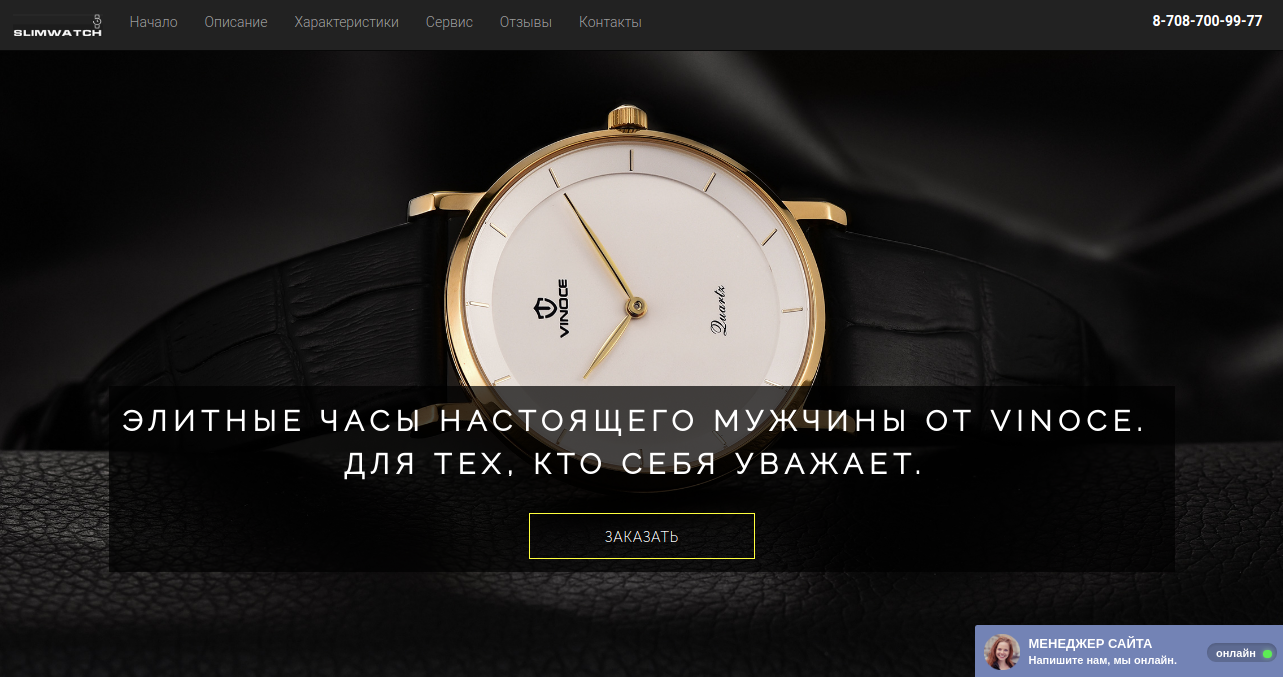 SLIMWATCH
Начало Описание Характеристики Сервис Отзывы Контакты
8-708-700-99-77
VINOCE
Quartz
ЭЛИТНЫЕ ЧАСЫ НАСТОЯЩЕГО МУЖЧИНЫ ОТ VINOCE.
ДЛЯ ТЕХ, КТО СЕБЯ УВАЖАЕТ.
ЗАКАЗАТЬ
МЕНЕДЖЕР САЙТА
Напишите нам, мы онлайн.
онлайн